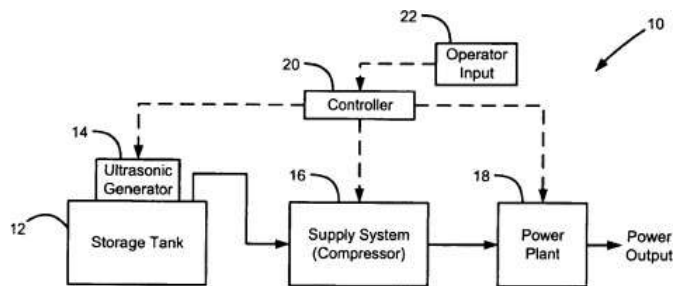 22
10
Operator
Input
20
Controller
14
Ultrasonic
Generator
16
18
12
Storage Tank
Supply System
(Compressor)
Power
Plant
Power
Output